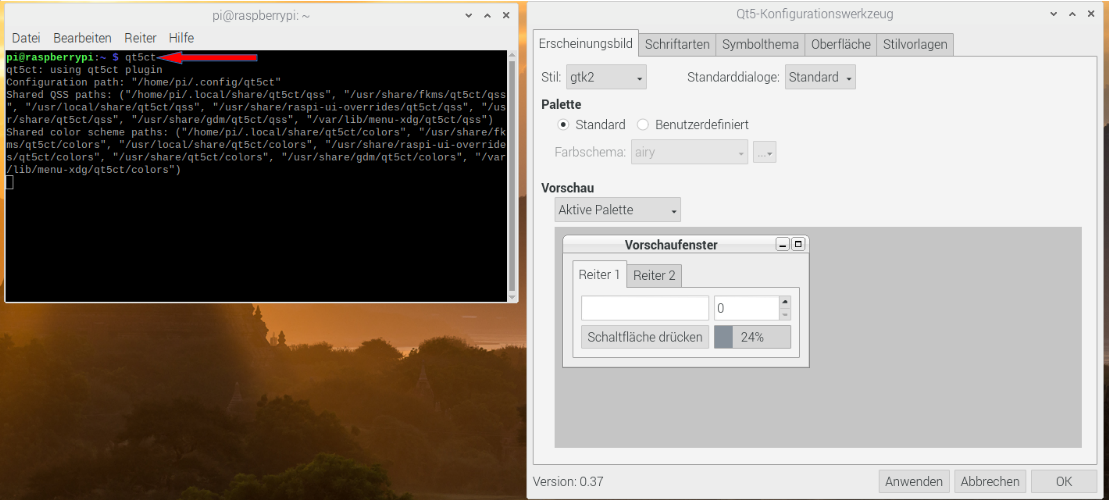 pi@raspberrypi: ~
Datei Bearbeiten Reiter Hilfe
pi@raspberrypi:~ $ qt5ct
qt5ct: using qt5ct plugin
Configuration path: "/home/pi/.config/qt5ct"
Shared QSS paths: ("/home/pi/.local/share/qt5ct/qss", "/usr/share/fkms/qt5ct/qss
", "/usr/local/share/qt5ct/qss", "/usr/share/raspi-ui-overrides/qt5ct/qss", "/us
r/share/qt5ct/qss", "/usr/share/gdm/qt5ct/qss", "/var/lib/menu-xdg/qt5ct/qss")
Shared color scheme paths: ("/home/pi/.local/share/qt5ct/colors", "/usr/share/fk
ms/qt5ct/colors", "/usr/local/share/qt5ct/colors", "/usr/share/raspi-ui-override
s/qt5ct/colors", "/usr/share/qt5ct/colors", "/usr/share/gdm/qt5ct/colors", "/var
/lib/menu-xdg/qt5ct/colors")
Qt5-Konfigurationswerkzeug
Erscheinungsbild Schriftarten Symbolthema Oberfläche Stilvorlagen
Stil: gtk2 Standarddialoge: Standard
Palette
Standard Benutzerdefiniert
Farbschema: airy ...
Vorschau
Aktive Palette
Vorschaufenster
Reiter 1 Reiter 2
0
Schaltfläche drücken 24%
Version: 0.37 Anwenden Abbrechen OK